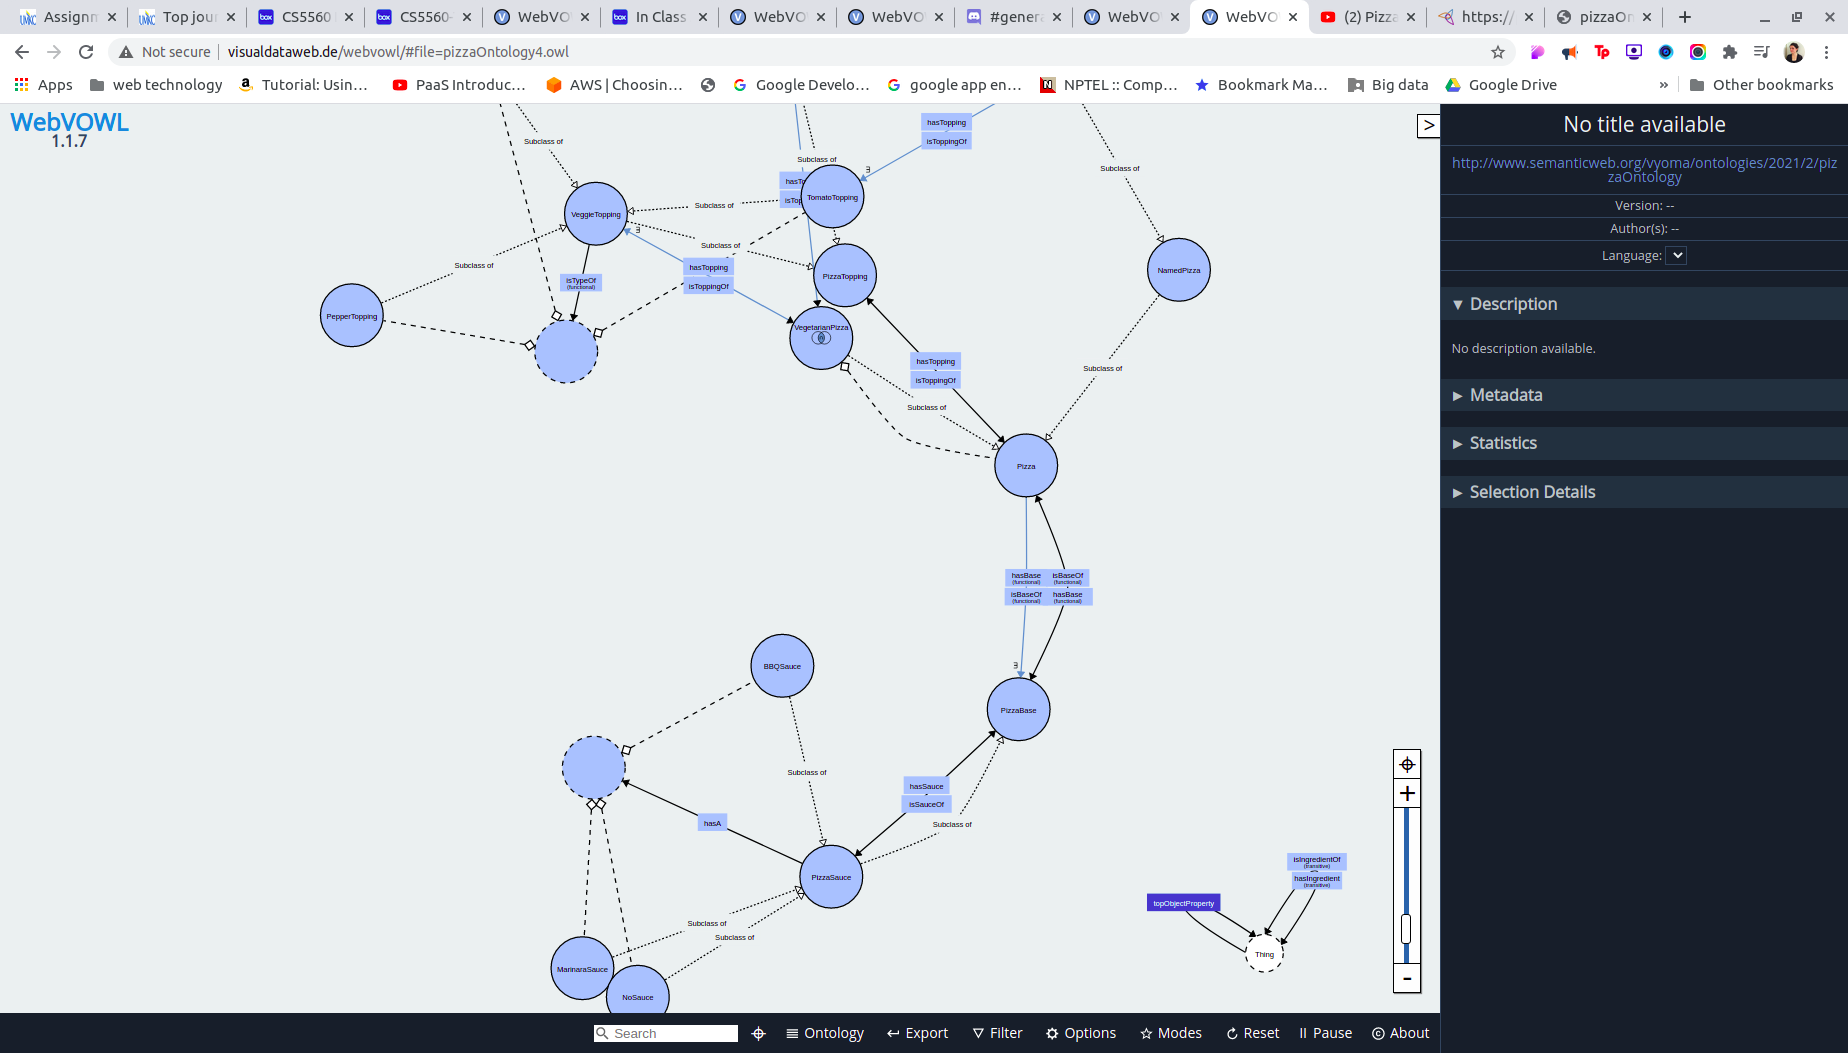 Assignm
Top jour
CS5560
CS5560-
WebVO
In Class
WebVO
WebVO
#genera
WebVO
WebVO
(2) Pizza
https://
pizzaOn
Not secure
visualdataweb.de/webvowl/#file=pizzaOntology4.owl
Apps
web technology
Tutorial: Usin...
PaaS Introduc...
AWS | Choosin...
Google Develo...
google app en...
NPTEL :: Comp...
Bookmark Ma...
Big data
Google Drive
»
Other bookmarks
WebVOWL
1.1.7
>
hasTopping
isToppingOf
Subclass of
Subclass of
Subclass of
hasTo
isTop
TomatoTopping
VeggieTopping
Subclass of
Subclass of
Subclass of
hasTopping
isToppingOf
PizzaTopping
NamedPizza
isTypeOf
(functional)
PepperTopping
VegetarianPizza
hasTopping
isToppingOf
Subclass of
Subclass of
Pizza
hasBase
(functional)
isBaseOf
(functional)
isBaseOf
(functional)
hasBase
(functional)
BBQSauce
PizzaBase
Subclass of
hasSauce
isSauceOf
hasA
Subclass of
PizzaSauce
Subclass of
Subclass of
MarinaraSauce
NoSauce
isIngredientOf
(transitive)
hasIngredient
(transitive)
topObjectProperty
Thing
+
-
No title available
http://www.semanticweb.org/vyoma/ontologies/2021/2/piz
zaOntology
Version: --
Author(s): --
Language:
▼ Description
No description available.
► Metadata
► Statistics
► Selection Details
Search
Ontology
Export
Filter
Options
Modes
Reset
Pause
About